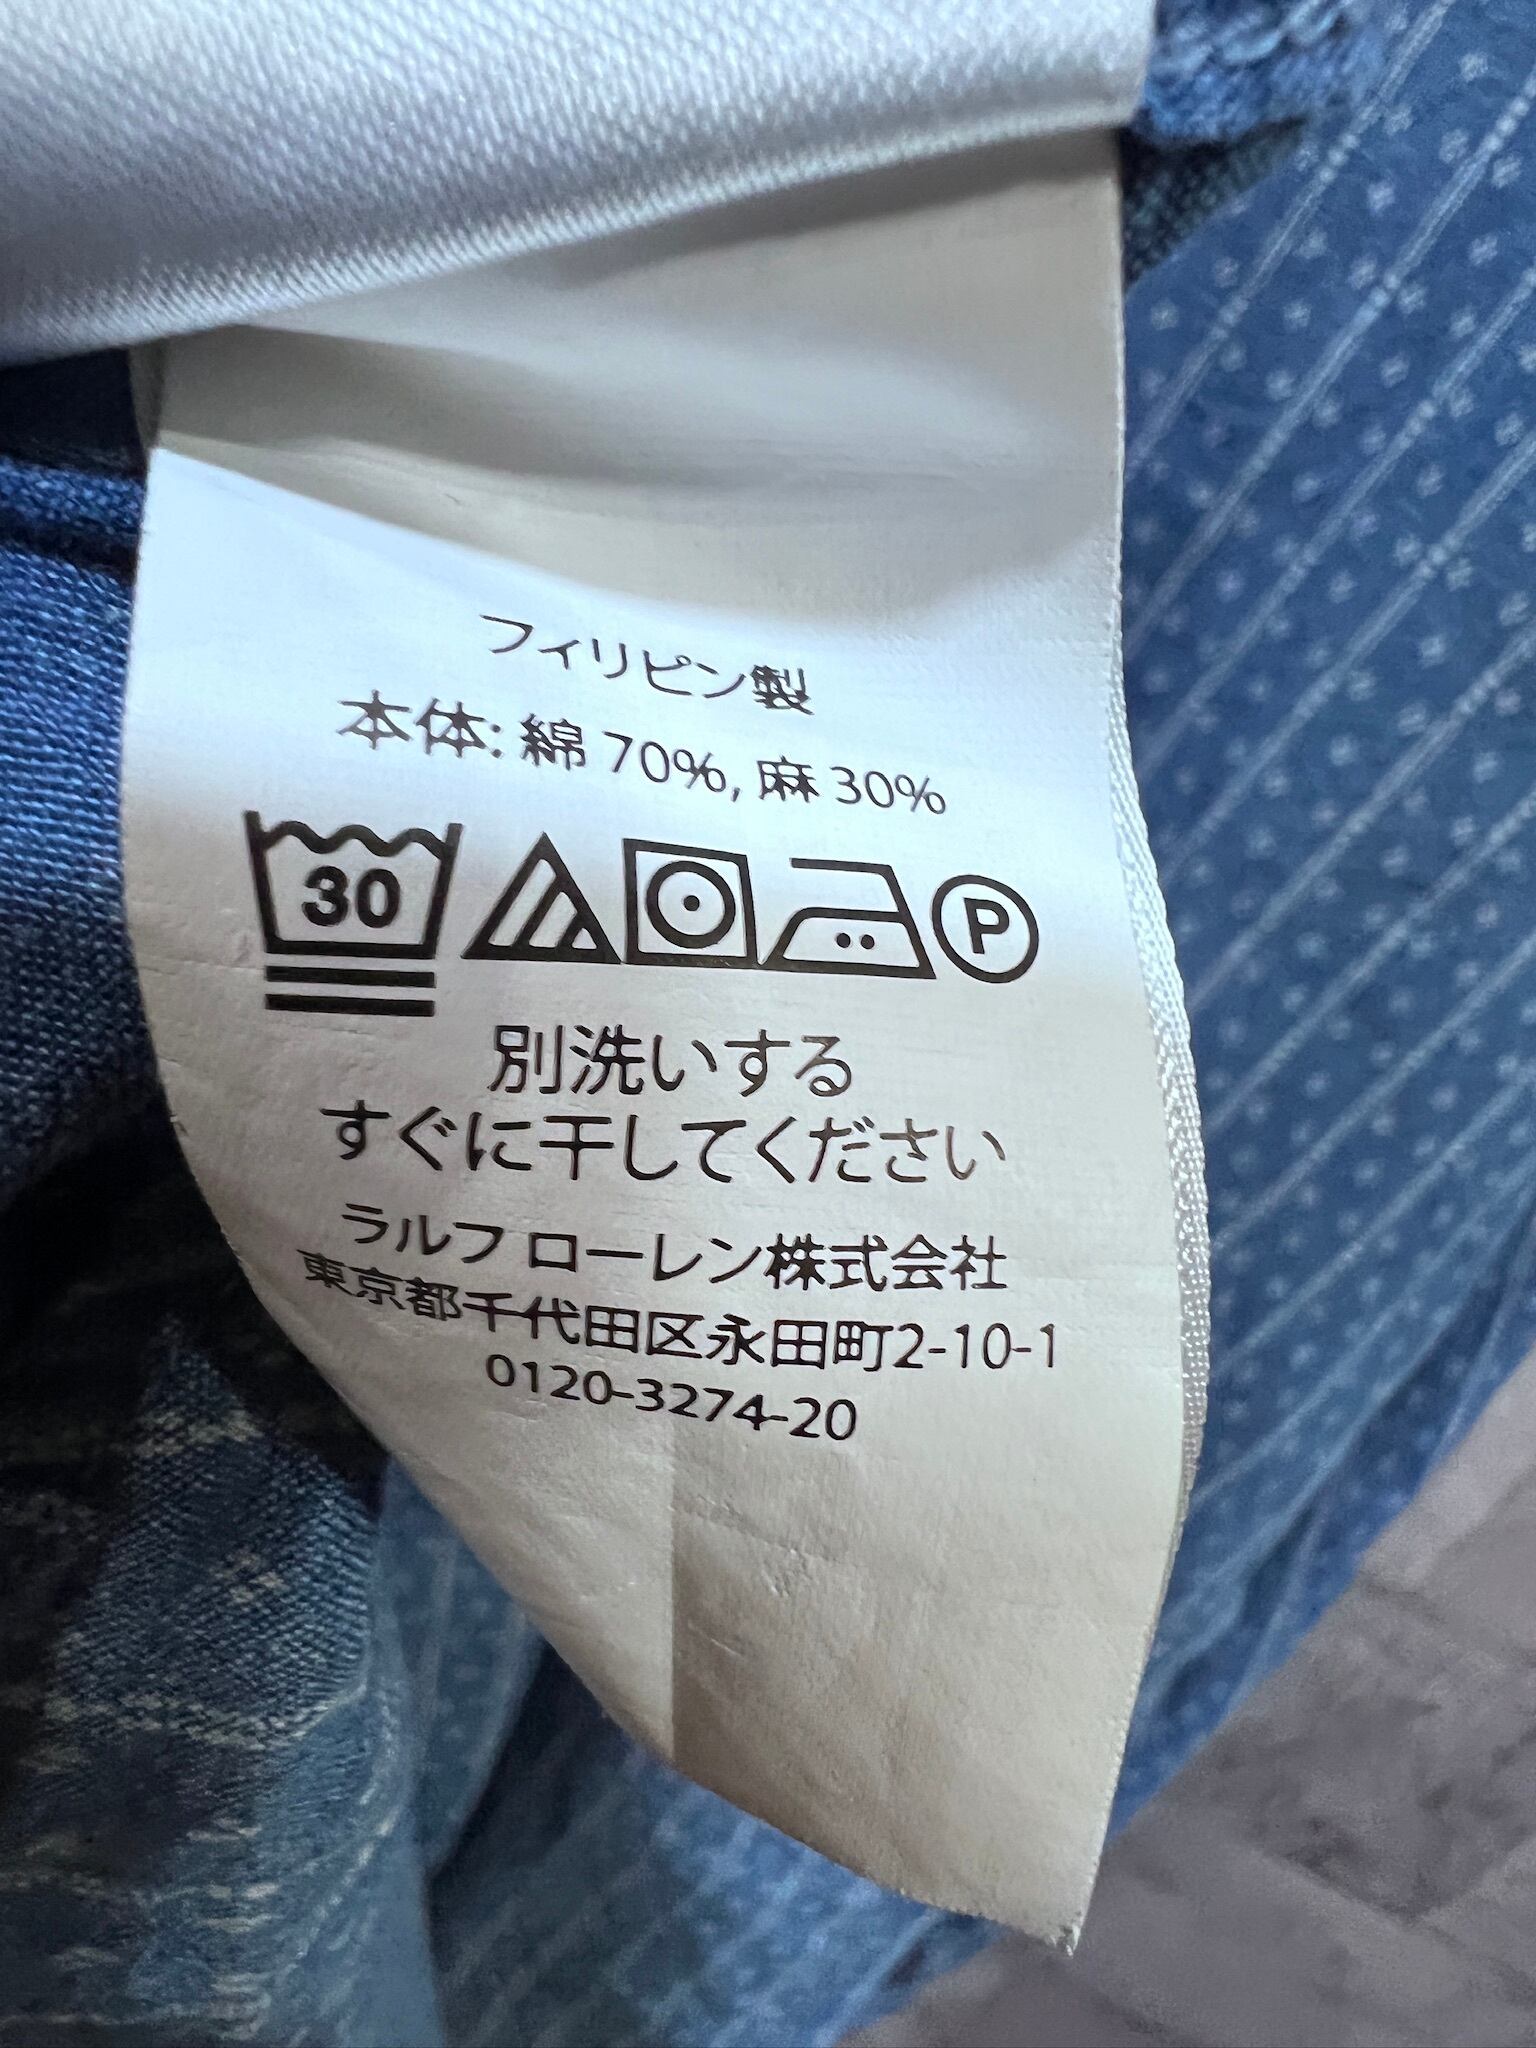 フィリピン製
本体: 綿 70%, 麻 30%
30 P
別洗いする
すぐに干してください
ラルフ ローレン株式会社
東京都千代田区永田町2-10-1
0120-3274-20